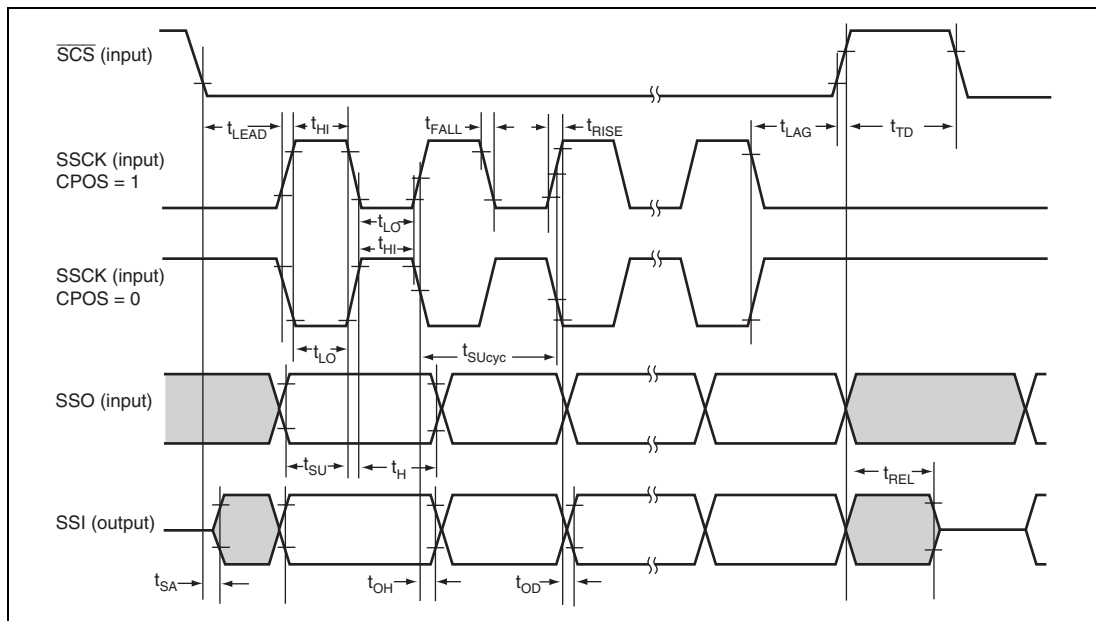 SCS (input)
tLEAD
tHI
tFALL
tRISE
tLAG
tTD
SSCK (input)
CPOS = 1
tLO
tHI
SSCK (input)
CPOS = 0
tLO
tSUcyc
SSO (input)
tSU
tH
tREL
SSI (output)
tSA
tOH
tOD